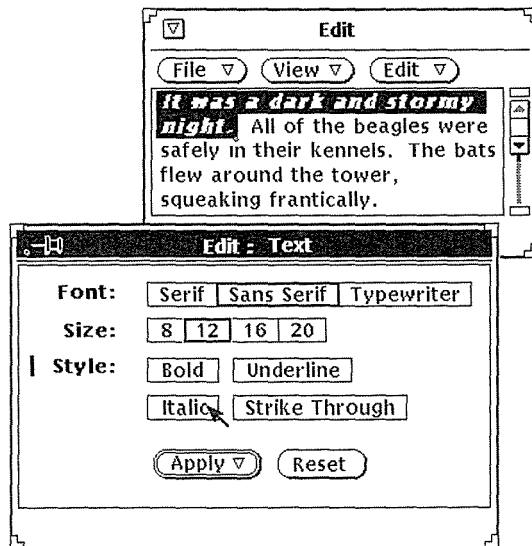 Edit
File View Edit
it was a dark and stormy
night. All of the beagles were
safely in their kennels. The bats
flew around the tower,
squeaking frantically.
Edit : Text
Font: Serif Sans Serif Typewriter
Size: 8 12 16 20
Style: Bold Underline
Italic Strike Through
Apply Reset